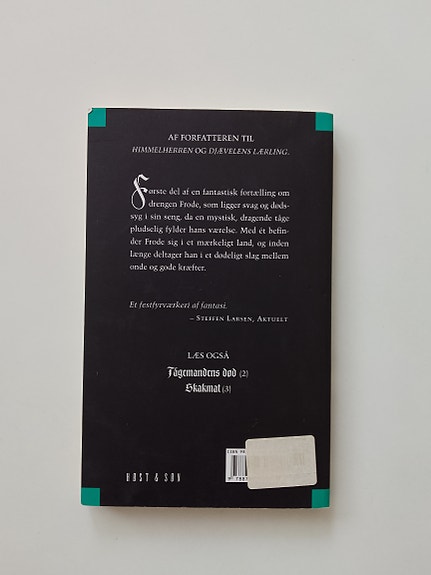 AF FORFATTEREN TIL
HIMMELHERREN OG DJÆVELENS LÆRLING.
Første del af en fantastisk fortælling om
drengen Frode, som ligger svag og døds-
syg i sin seng, da en mystisk, dragende tåge
pludselig fylder hans værelse. Med ét befin-
der Frode sig i et mærkeligt land, og inden
længe deltager han i et dødeligt slag mellem
onde og gode kræfter.
Et festfyrværkeri af fantasi.
– STEFFEN LARSEN, AKTUELT
LÆS OGSÅ
Tågemandens død (2)
Skakmat (3)
HØST & SØN
ISBN